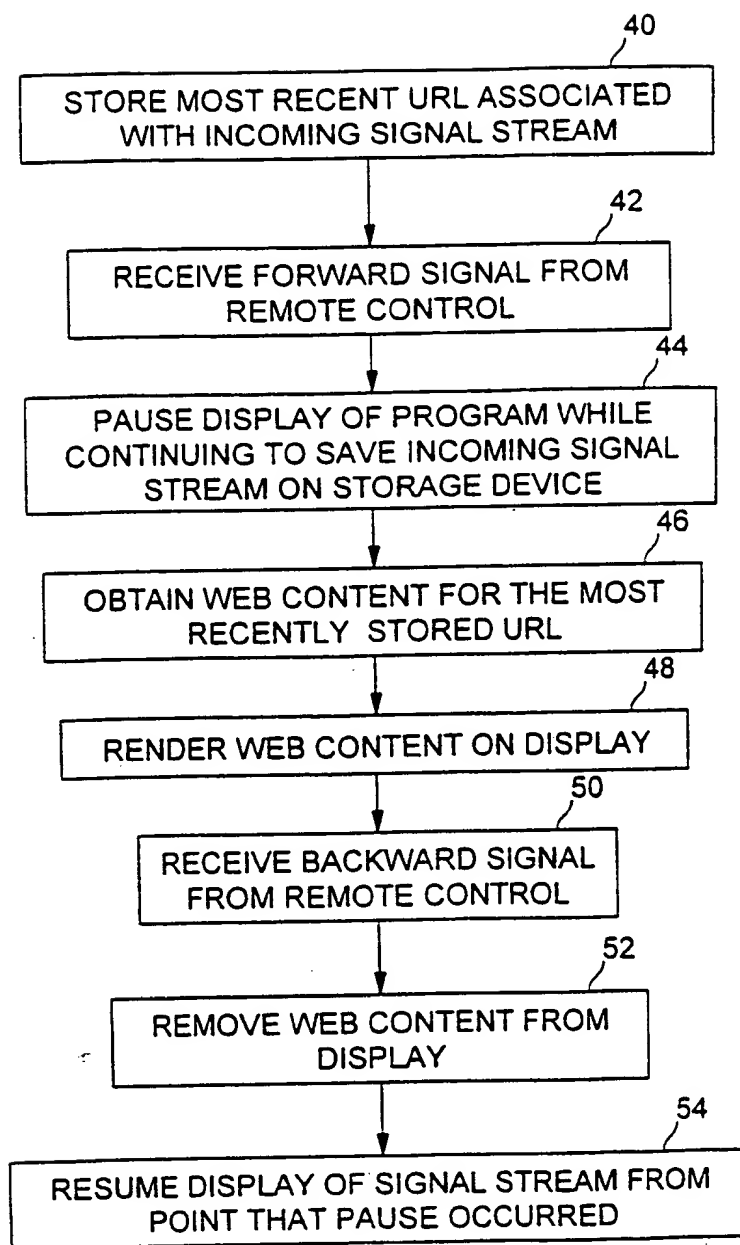 40
STORE MOST RECENT URL ASSOCIATED
WITH INCOMING SIGNAL STREAM
42
RECEIVE FORWARD SIGNAL FROM
REMOTE CONTROL
44
PAUSE DISPLAY OF PROGRAM WHILE
CONTINUING TO SAVE INCOMING SIGNAL
STREAM ON STORAGE DEVICE
46
OBTAIN WEB CONTENT FOR THE MOST
RECENTLY STORED URL
48
RENDER WEB CONTENT ON DISPLAY
50
RECEIVE BACKWARD SIGNAL
FROM REMOTE CONTROL
52
REMOVE WEB CONTENT FROM
DISPLAY
54
RESUME DISPLAY OF SIGNAL STREAM FROM
POINT THAT PAUSE OCCURRED